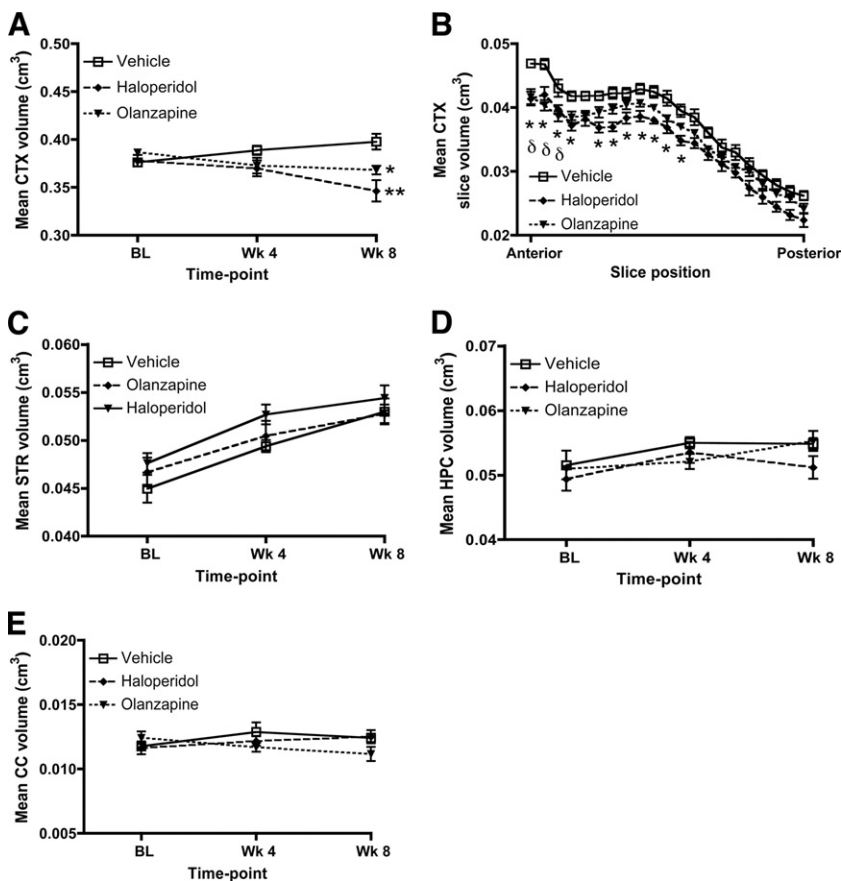 A
Mean CTX volume (cm³)
0.50
0.45
0.40
0.35
0.30
Vehicle
Haloperidol
Olanzapine
*
**
BL
Wk 4
Wk 8
Time-point
B
Mean CTX
slice volume (cm³)
0.05
0.04
0.03
0.02
* * * * * * * * * * *
δ δ δ
Vehicle
Haloperidol
Olanzapine
Anterior
Posterior
Slice position
C
Mean STR volume (cm³)
0.060
0.055
0.050
0.045
0.040
Vehicle
Olanzapine
Haloperidol
BL
Wk 4
Wk 8
Time-point
D
Mean HPC volume (cm³)
0.07
0.06
0.05
0.04
Vehicle
Haloperidol
Olanzapine
BL
Wk 4
Wk 8
Time-point
E
Mean CC volume (cm³)
0.020
0.015
0.010
0.005
Vehicle
Haloperidol
Olanzapine
BL
Wk 4
Wk 8
Time-point